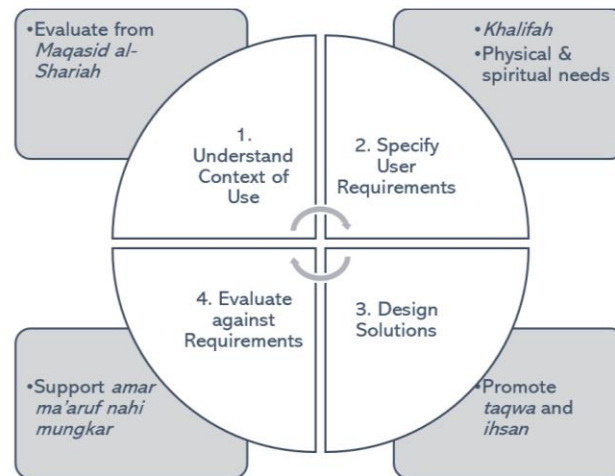 •Evaluate from
Maqasid al-
Shariah
•Khalifah
•Physical &
spiritual needs
1.
Understand
Context of
Use
2. Specify
User
Requirements
4. Evaluate
against
Requirements
3. Design
Solutions
•Support amar
ma'aruf nahi
mungkar
•Promote
taqwa and
ihsan